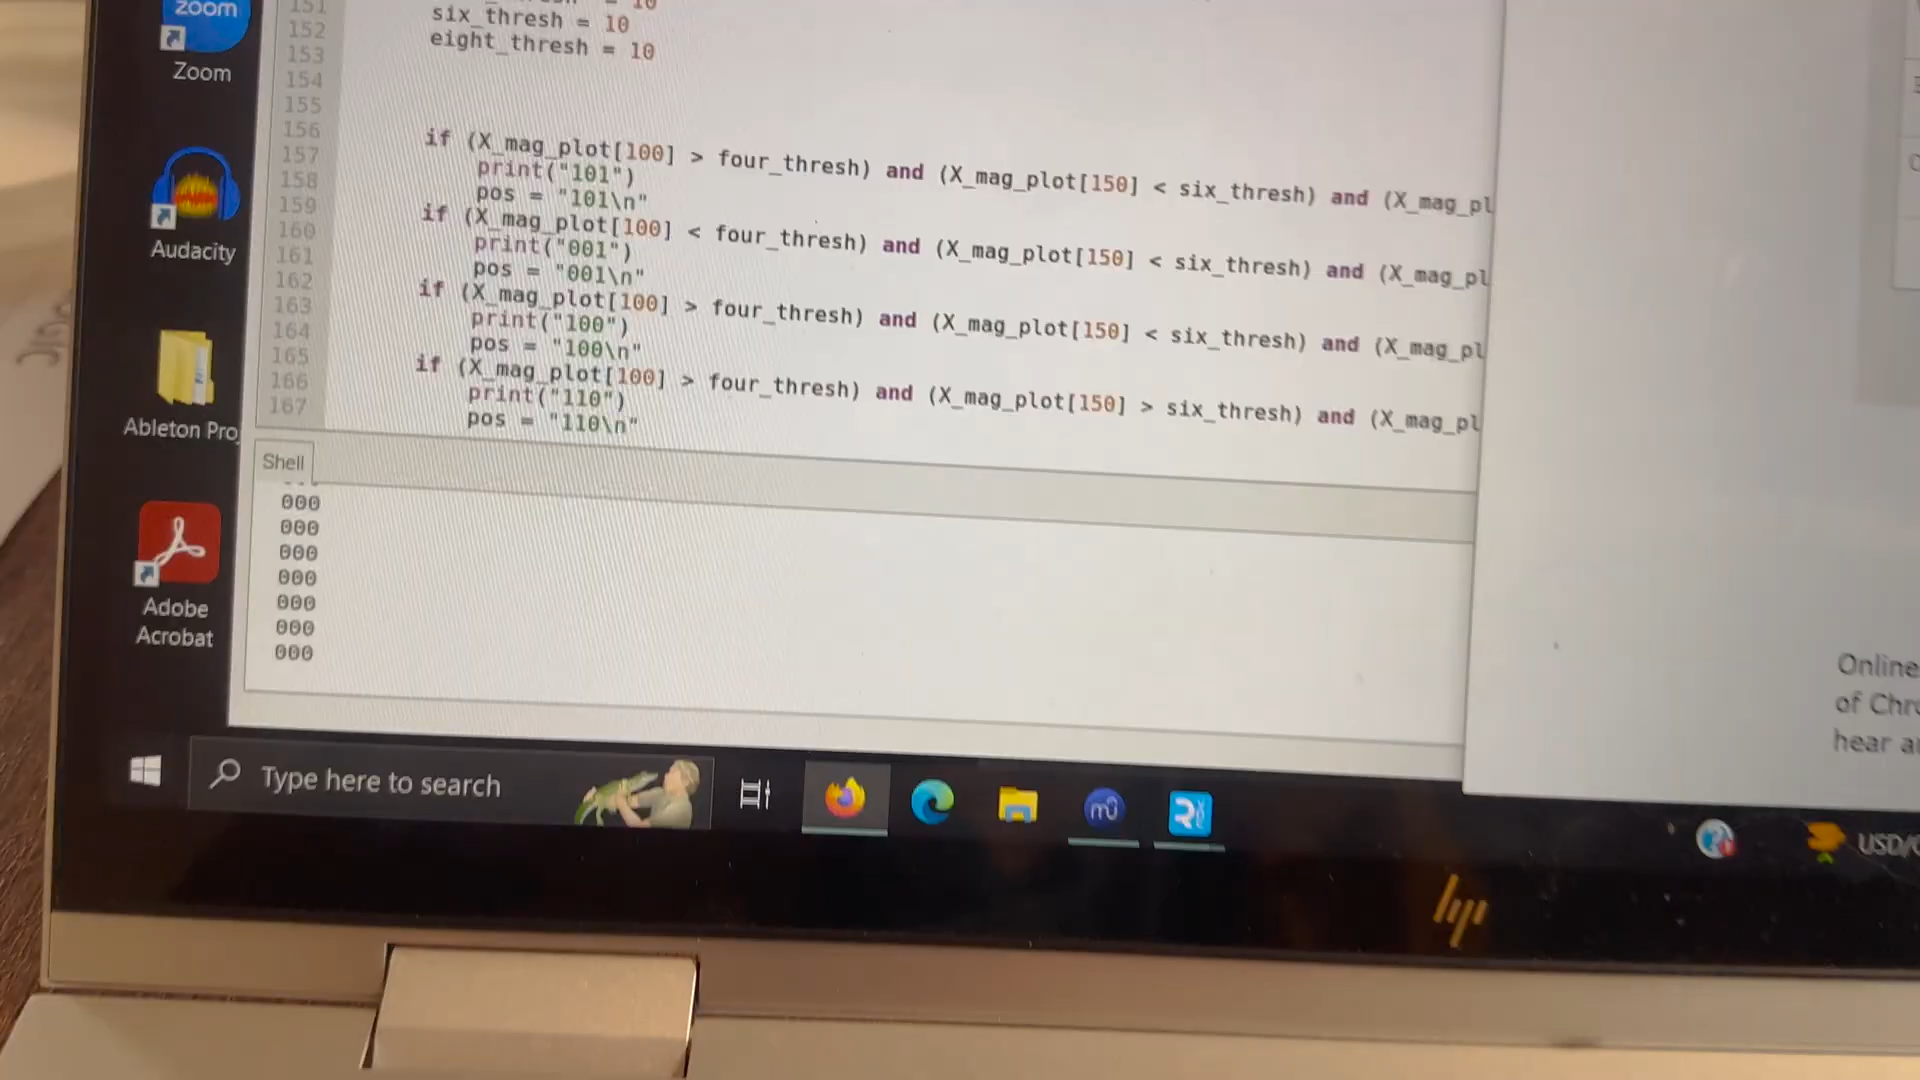 zoom
Zoom
Audacity
Ableton Pro
Adobe
Acrobat
151
152
153
154
155
156
157
158
159
160
161
162
163
164
165
166
167
10
six_thresh = 10
eight_thresh = 10
if (X_mag_plot[100] > four_thresh) and (X_mag_plot[150] < six_thresh) and (X_mag_pl
print("101")
pos = "101\n"
if (X_mag_plot[100] < four_thresh) and (X_mag_plot[150] < six_thresh) and (X_mag_pl
print("001")
pos = "001\n"
if (X_mag_plot[100] > four_thresh) and (X_mag_plot[150] < six_thresh) and (X_mag_pl
print("100")
pos = "100\n"
if (X_mag_plot[100] > four_thresh) and (X_mag_plot[150] > six_thresh) and (X_mag_pl
print("110")
pos = "110\n"
Shell
000
000
000
000
000
000
000
Online
of Chr
hear a
Type here to search
USD/
hp